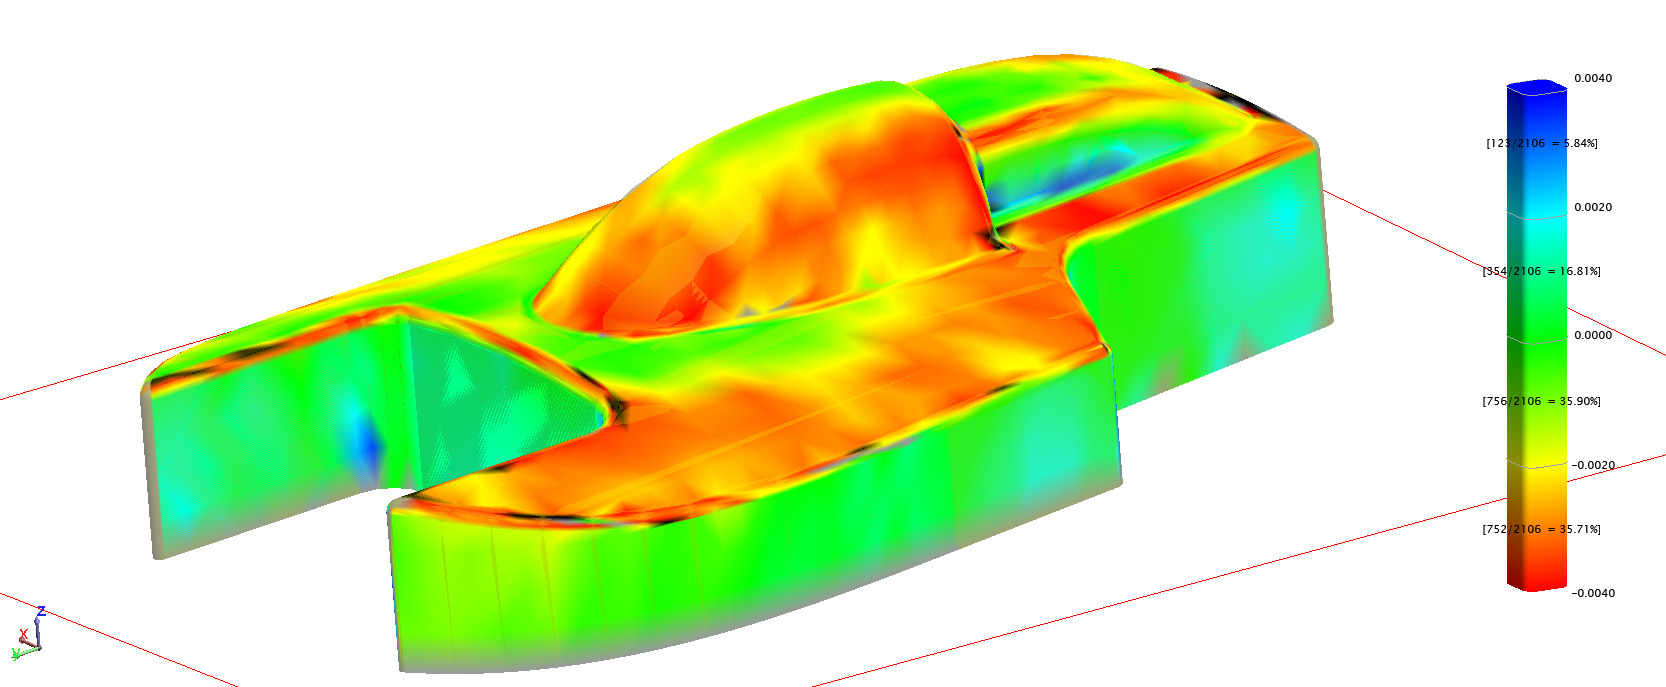 0.0040
[123/2106 = 5.84%]
0.0020
[354/2106 = 16.81%]
0.0000
[756/2106 = 35.90%]
-0.0020
[752/2106 = 35.71%]
-0.0040
Z
X
Y